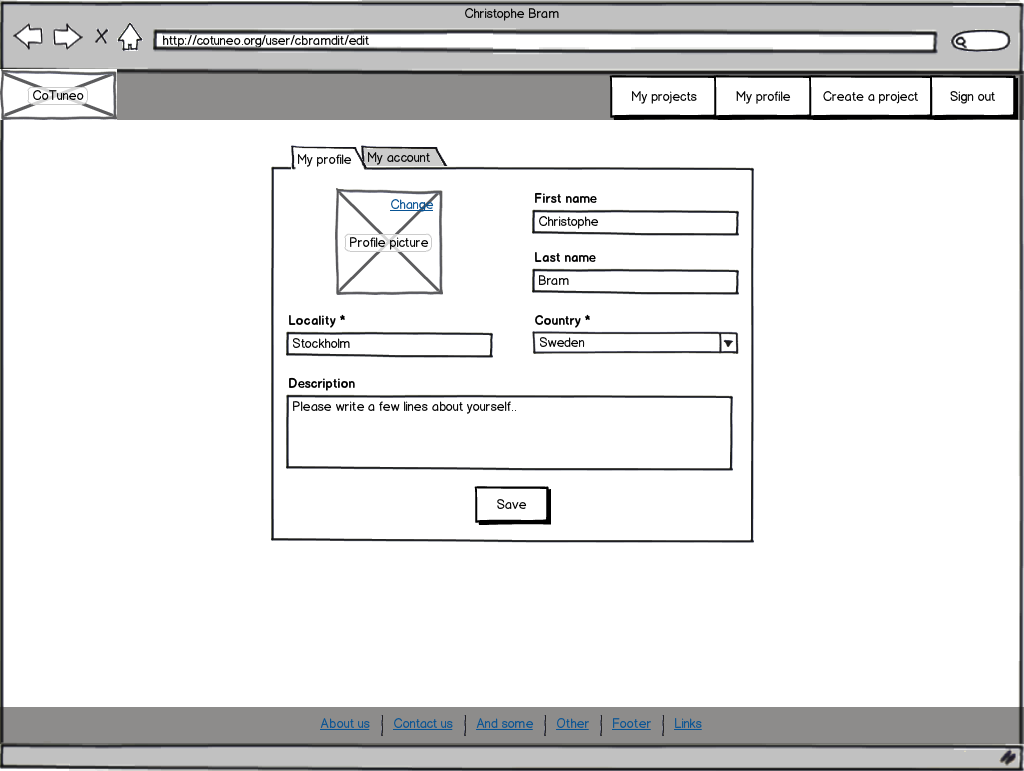 Christophe Bram
http://cotuneo.org/user/cbramdit/edit
CoTuneo
My projects
My profile
Create a project
Sign out
My profile
My account
Change
Profile picture
First name
Christophe
Last name
Bram
Locality *
Stockholm
Country *
Sweden
Description
Please write a few lines about yourself..
Save
About us
Contact us
And some
Other
Footer
Links